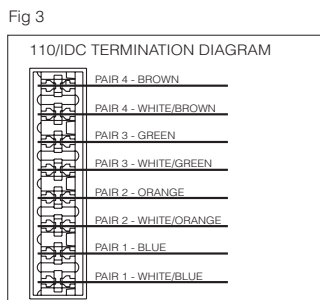 Fig 3
110/IDC TERMINATION DIAGRAM
PAIR 4 - BROWN
PAIR 4 - WHITE/BROWN
PAIR 3 - GREEN
PAIR 3 - WHITE/GREEN
PAIR 2 - ORANGE
PAIR 2 - WHITE/ORANGE
PAIR 1 - BLUE
PAIR 1 - WHITE/BLUE